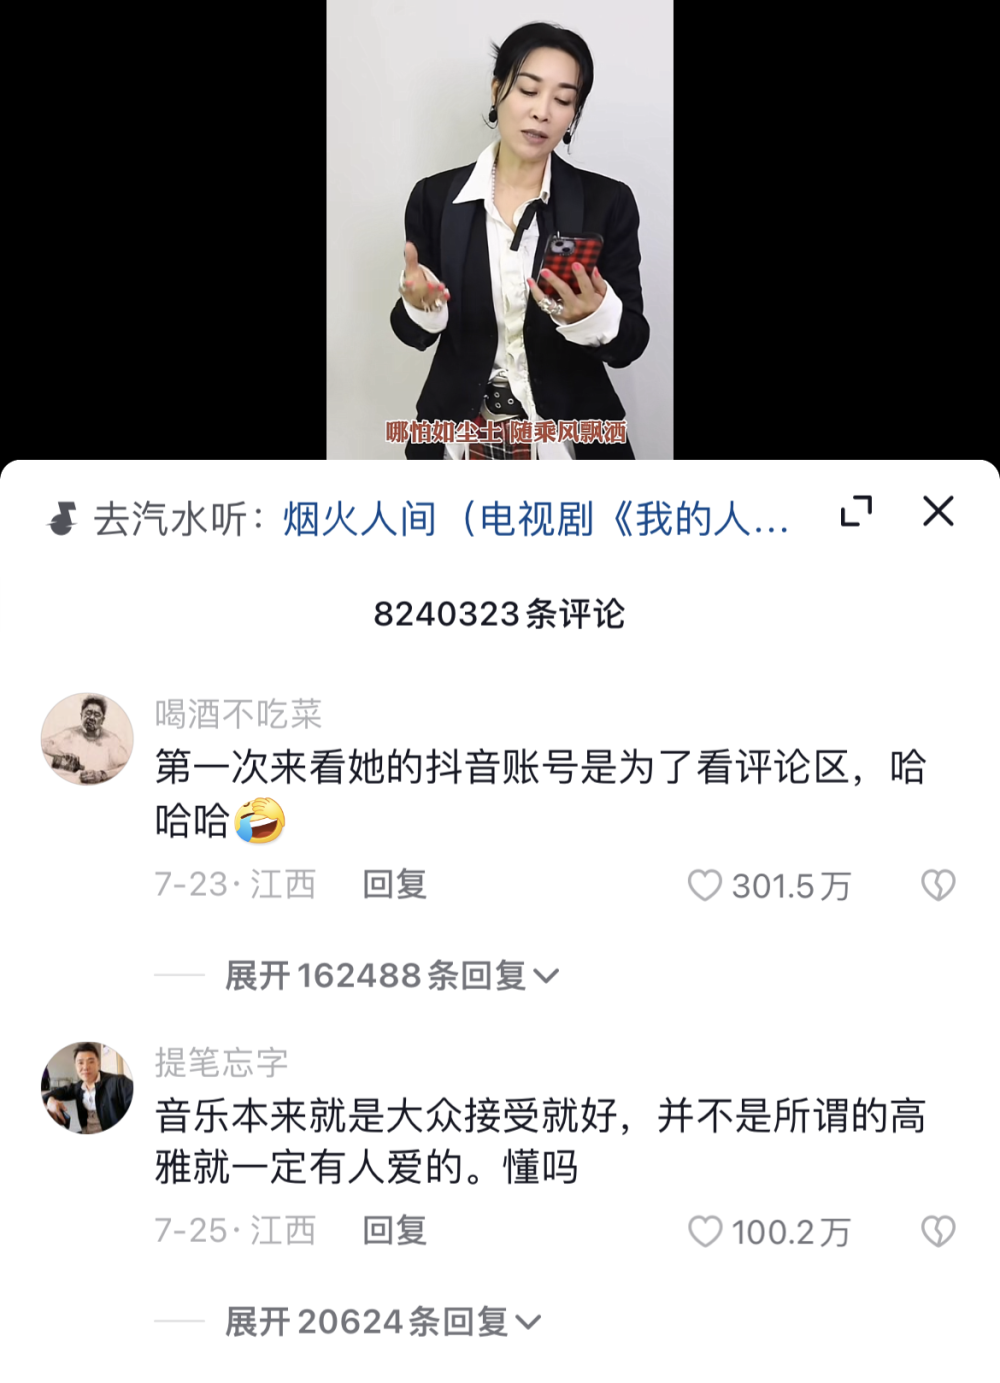 哪怕如尘土 随乘风飘洒
去汽水听：烟火人间（电视剧《我的人...
8240323条评论
喝酒不吃菜
第一次来看她的抖音账号是为了看评论区，哈
哈哈🤣
7-23·江西 回复 301.5万
展开162488条回复
提笔忘字
音乐本来就是大众接受就好，并不是所谓的高
雅就一定有人爱的。懂吗
7-25·江西 回复 100.2万
展开20624条回复